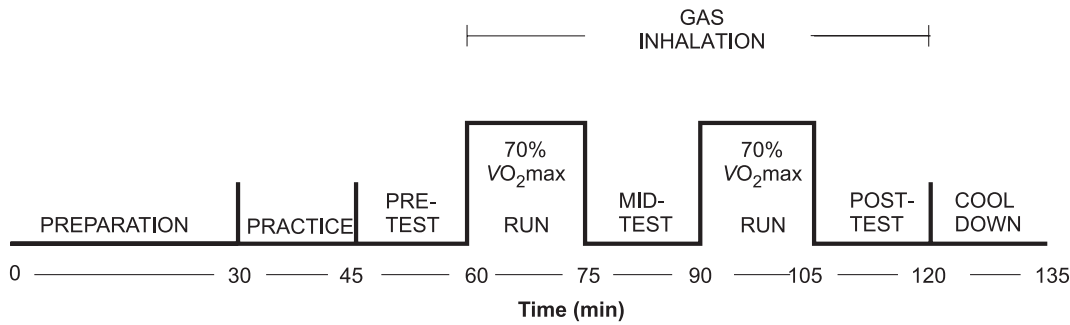 GAS
INHALATION
70%
VO2max
RUN
70%
VO2max
RUN
PREPARATION
PRACTICE
PRE-
TEST
MID-
TEST
POST-
TEST
COOL
DOWN
0 30 45 60 75 90 105 120 135
Time (min)